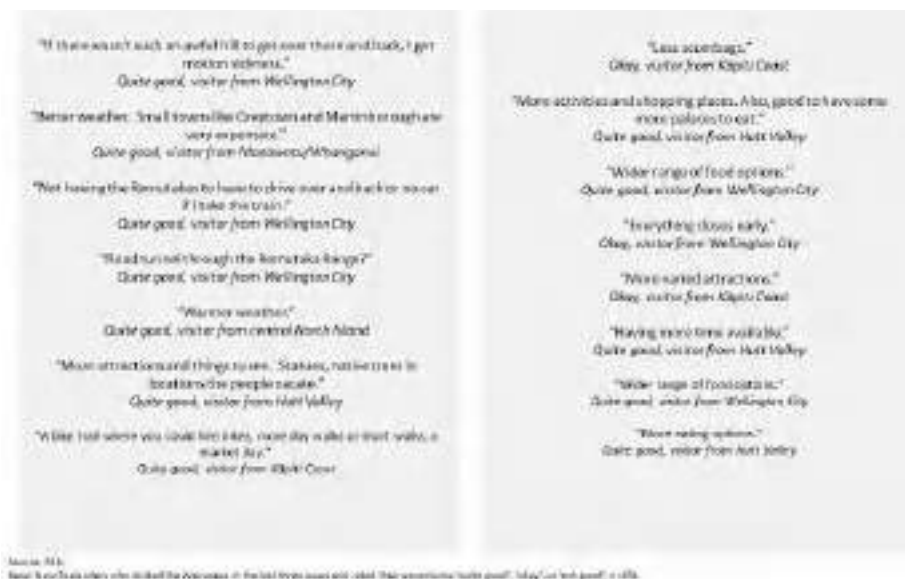 "If there wasn't such an awful hill to get over there and back, I get
motion sickness."
Quite good, visitor from Wellington City
"Better weather. Small towns like Greytown and Martinborough are
very expensive."
Quite good, visitor from Manawatu/Whanganui
"Not having the Remutakas to have to drive over and back or no car
if I take the train."
Quite good, visitor from Wellington City
"Road tunnel through the Remutaka Range?"
Quite good, visitor from Wellington City
"Warmer weather."
Quite good, visitor from central North Island
"More attractions and things to see. Statues, native trees in
locations the people
Quite good, visitor from Hutt Valley
"A bike trail where you could hire bikes, more day walks or tours, a
market day."
Quite good, visitor from Kāpiti Coast
"Less scumbags."
Okay, visitor from Kāpiti Coast
"More activities and shopping places. Also, good to have some
more palaces to eat."
Quite good, visitor from Hutt Valley
"Wider range of food options."
Quite good, visitor from Wellington City
"Everything closes early."
Okay, visitor from Wellington City
"More varied attractions."
Okay, visitor from Kāpiti Coast
"Having more time available."
Quite good, visitor from Hutt Valley
"Wider range of food
Quite good, visitor from Wellington City
"More eating options."
Quite good, visitor from Hutt Valley